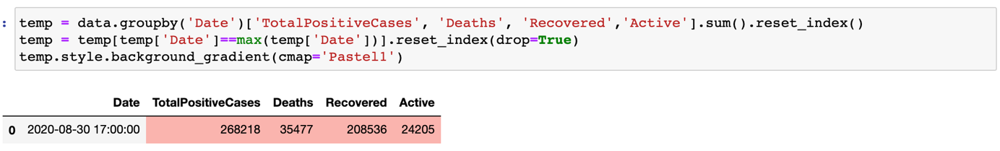 : temp = data.groupby('Date')['TotalPositiveCases', 'Deaths', 'Recovered','Active'].sum().reset_index()
temp = temp[temp['Date']==max(temp['Date'])].reset_index(drop=True)
temp.style.background_gradient(cmap='Pastel1')
Date TotalPositiveCases Deaths Recovered Active
0 2020-08-30 17:00:00 268218 35477 208536 24205